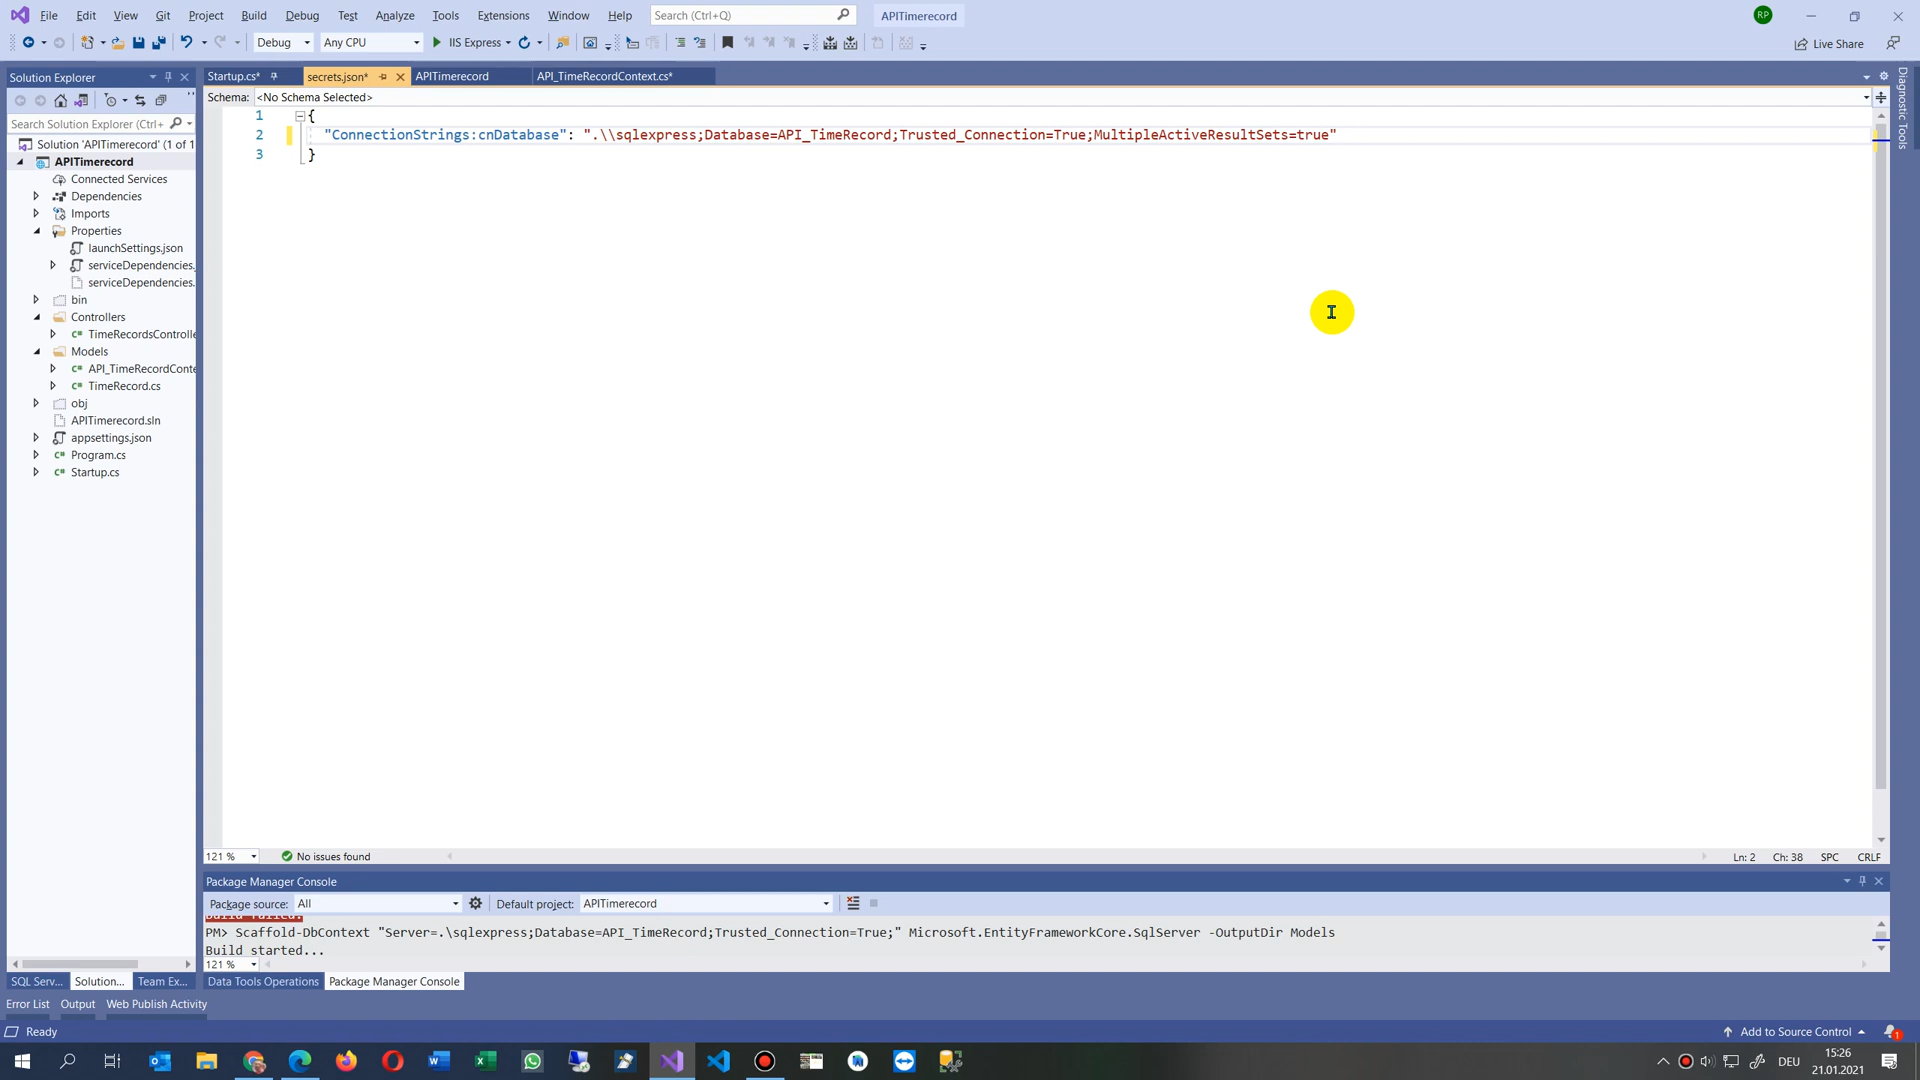 File Edit View Git Project Build Debug Test Analyze Tools Extensions Window Help Search (Ctrl+Q) APITimerecord RP
Debug Any CPU IIS Express Live Share
Solution Explorer
Startup.cs* secrets.json* APITimerecord API_TimeRecordContext.cs*
Schema: <No Schema Selected>
Search Solution Explorer (Ctrl+
Solution 'APITimerecord' (1 of 1
APITimerecord
Connected Services
Dependencies
Imports
Properties
launchSettings.json
serviceDependencies.
serviceDependencies.
bin
Controllers
TimeRecordsControlle
Models
API_TimeRecordConte
TimeRecord.cs
obj
APITimerecord.sln
appsettings.json
Program.cs
Startup.cs
1 {
2 "ConnectionStrings:cnDatabase": ".\\sqlexpress;Database=API_TimeRecord;Trusted_Connection=True;MultipleActiveResultSets=true"
3 }
Diagnostic Tools
121 % No issues found Ln: 2 Ch: 38 SPC CRLF
Package Manager Console
Package source: All Default project: APITimerecord
Build failed.
PM> Scaffold-DbContext "Server=.\sqlexpress;Database=API_TimeRecord;Trusted_Connection=True;" Microsoft.EntityFrameworkCore.SqlServer -OutputDir Models
Build started...
121 %
SQL Serv... Solution... Team Ex... Data Tools Operations Package Manager Console
Error List Output Web Publish Activity
Ready Add to Source Control 1
DEU 15:26
21.01.2021